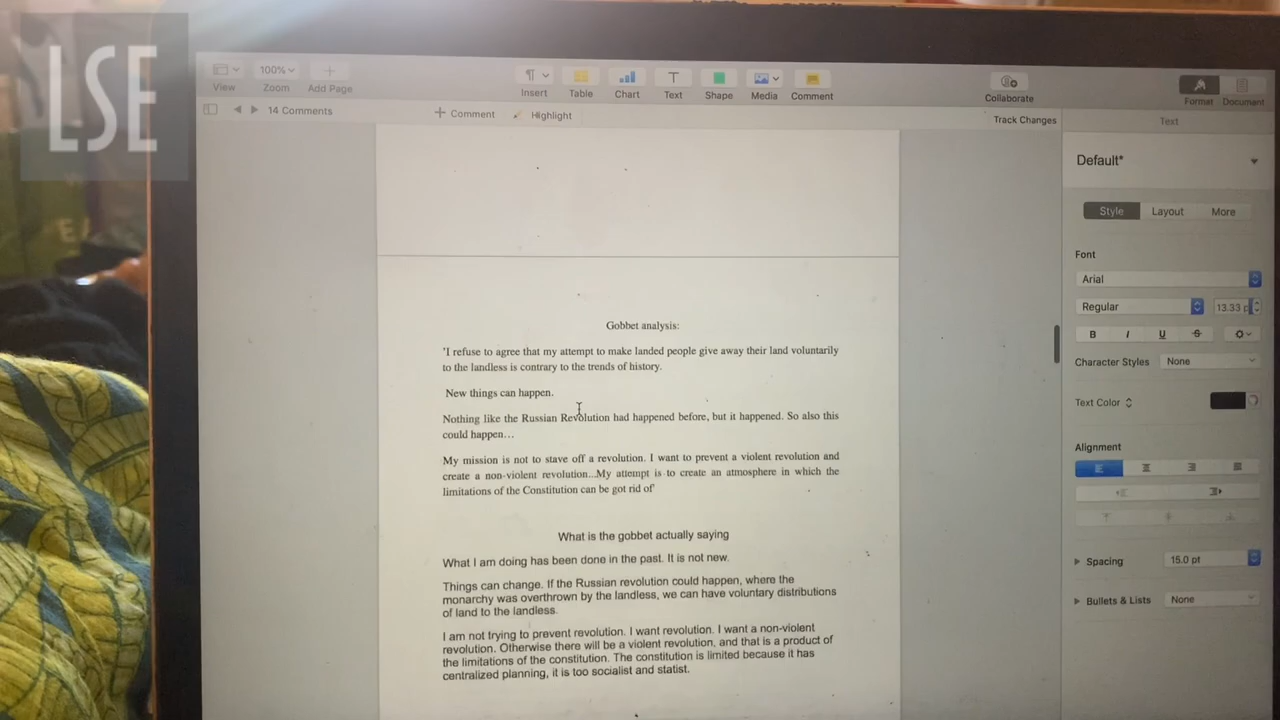 LSE
View
100%
Zoom
Add Page
Insert
Table
Chart
Text
Shape
Media
Comment
Collaborate
Format
Document
14 Comments
Comment
Highlight
Track Changes
Text
Default*
Style
Layout
More
Font
Arial
Regular
13.33 p
B I U S
Character Styles
None
Text Color
Alignment
Spacing
15.0 pt
Bullets & Lists
None
Gobbet analysis:
'I refuse to agree that my attempt to make landed people give away their land voluntarily
to the landless is contrary to the trends of history.
New things can happen.
Nothing like the Russian Revolution had happened before, but it happened. So also this
could happen…
My mission is not to stave off a revolution. I want to prevent a violent revolution and
create a non-violent revolution...My attempt is to create an atmosphere in which the
limitations of the Constitution can be got rid of'
What is the gobbet actually saying
What I am doing has been done in the past. It is not new.
Things can change. If the Russian revolution could happen, where the
monarchy was overthrown by the landless, we can have voluntary distributions
of land to the landless.
I am not trying to prevent revolution. I want revolution. I want a non-violent
revolution. Otherwise there will be a violent revolution, and that is a product of
the limitations of the constitution. The constitution is limited because it has
centralized planning, it is too socialist and statist.